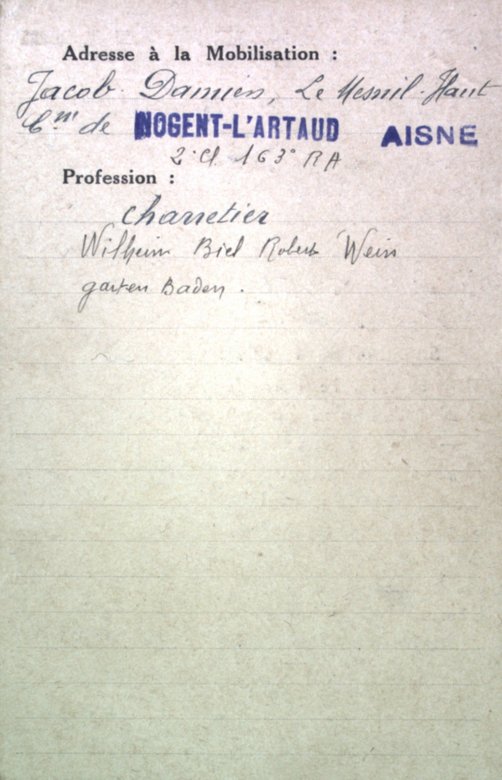 Adresse à la Mobilisation :
Jacob Damien, Le Mesnil-Haut
Cne de NOGENT-L'ARTAUD AISNE
2e Cl 163° RA
Profession :
charretier
Wilhelm Biel Robert Wein
garten Baden.